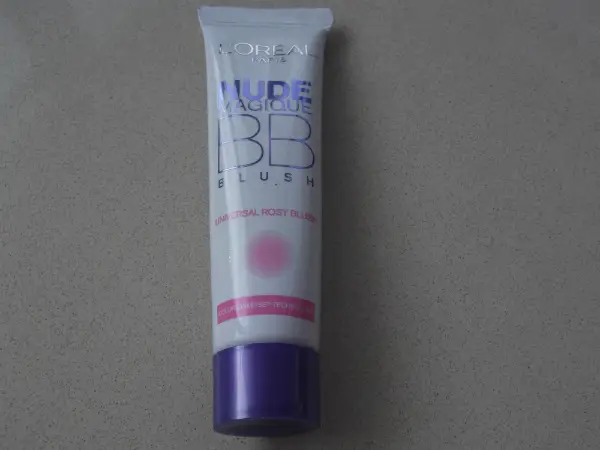 L'ORÉAL
PARIS
NUDE
MAGIQUE
BB
BLUSH
UNIVERSAL ROSY BLUSH